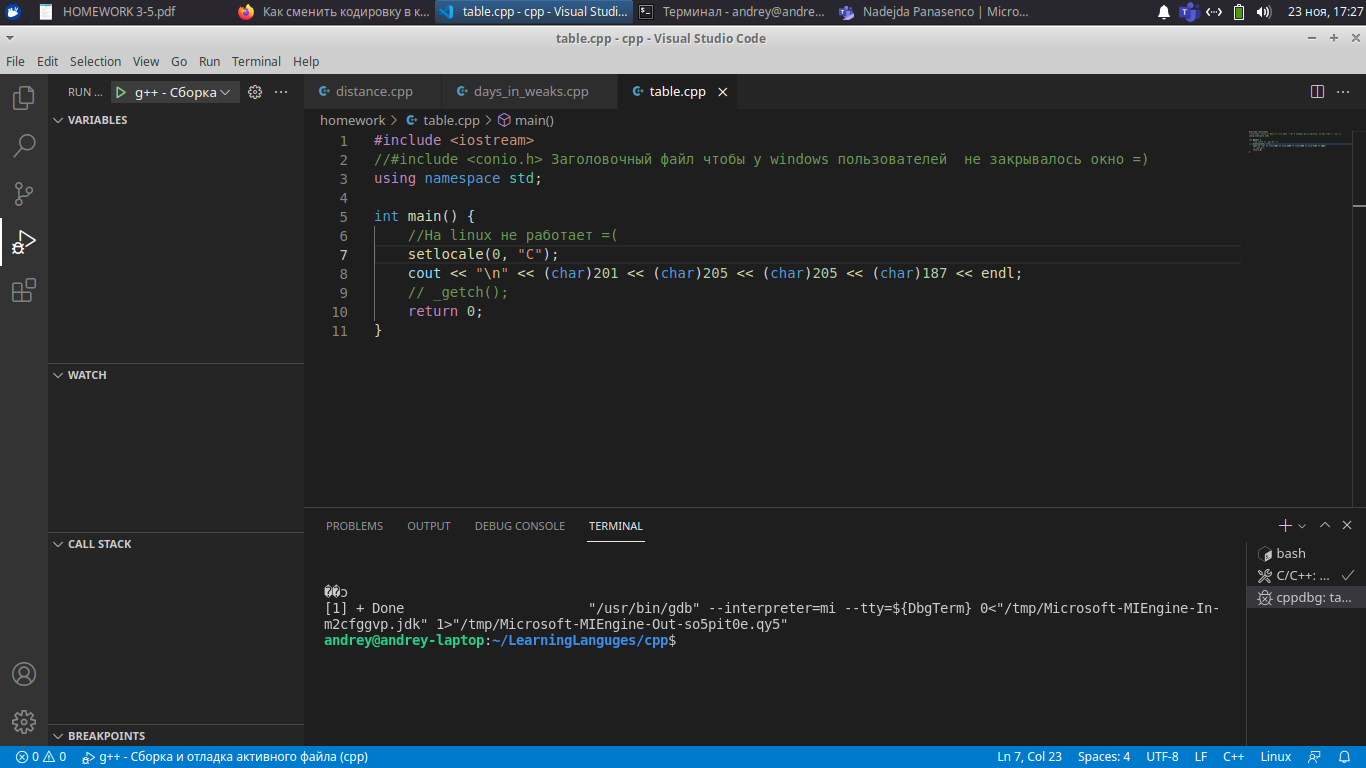 HOMEWORK 3-5.pdf
Как сменить кодировку в к...
table.cpp - cpp - Visual Studi...
Терминал - andrey@andre...
Nadejda Panasenco | Micro...
23 ноя, 17:27
table.cpp - cpp - Visual Studio Code
File Edit Selection View Go Run Terminal Help
RUN ... g++ - Сборка ...
distance.cpp days_in_weaks.cpp table.cpp
homework > table.cpp > main()
VARIABLES
1 #include <iostream>
2 //#include <conio.h> Заголовочный файл чтобы у windows пользователей  не закрывалось окно =)
3 using namespace std;
4
5 int main() {
6     //На linux не работает =(
7     setlocale(0, "C");
8     cout << "\n" << (char)201 << (char)205 << (char)205 << (char)187 << endl;
9     // _getch();
10     return 0;
11 }
WATCH
CALL STACK
BREAKPOINTS
PROBLEMS OUTPUT DEBUG CONSOLE TERMINAL
��ͻ
[1] + Done                       "/usr/bin/gdb" --interpreter=mi --tty=${DbgTerm} 0<"/tmp/Microsoft-MIEngine-In-
m2cfggvp.jdk" 1>"/tmp/Microsoft-MIEngine-Out-so5pit0e.qy5"
andrey@andrey-laptop:~/LearningLanguges/cpp$
bash
C/C++: ...
cppdbg: ta...
0 0 g++ - Сборка и отладка активного файла (cpp)
Ln 7, Col 23 Spaces: 4 UTF-8 LF C++ Linux